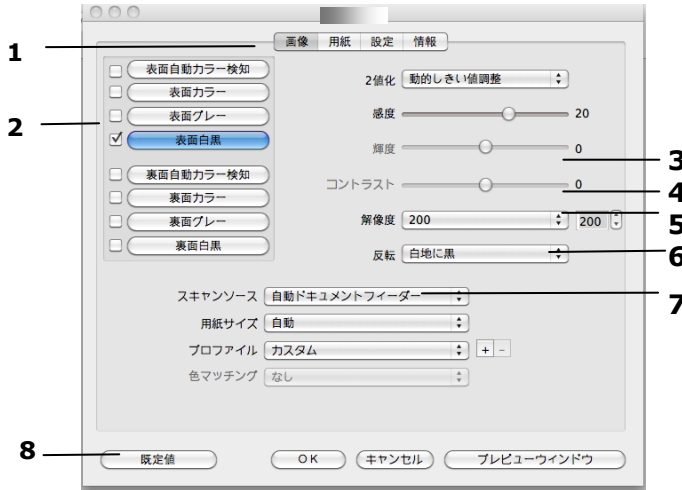 1
画像 用紙 設定 情報
2
表面自動カラー検知
表面カラー
表面グレー
表面白黒
裏面自動カラー検知
裏面カラー
裏面グレー
裏面白黒
2値化 動的しきい値調整
感度 20
輝度 0
3
コントラスト 0
4
解像度 200 200
5
反転 白地に黒
6
スキャンソース 自動ドキュメントフィーダー
7
用紙サイズ 自動
プロファイル カスタム + -
色マッチング なし
8
既定値 OK キャンセル プレビューウインドウ